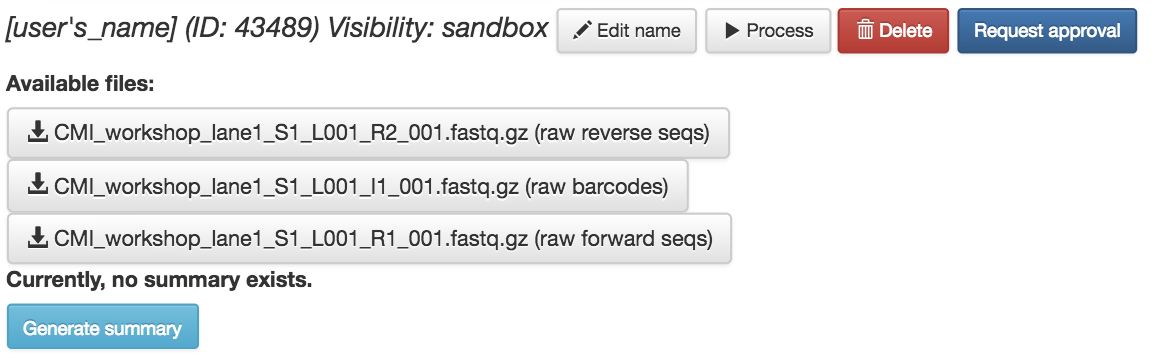 [user's_name] (ID: 43489) Visibility: sandbox Edit name Process Delete Request approval
Available files:
CMI_workshop_lane1_S1_L001_R2_001.fastq.gz (raw reverse seqs)
CMI_workshop_lane1_S1_L001_I1_001.fastq.gz (raw barcodes)
CMI_workshop_lane1_S1_L001_R1_001.fastq.gz (raw forward seqs)
Currently, no summary exists.
Generate summary